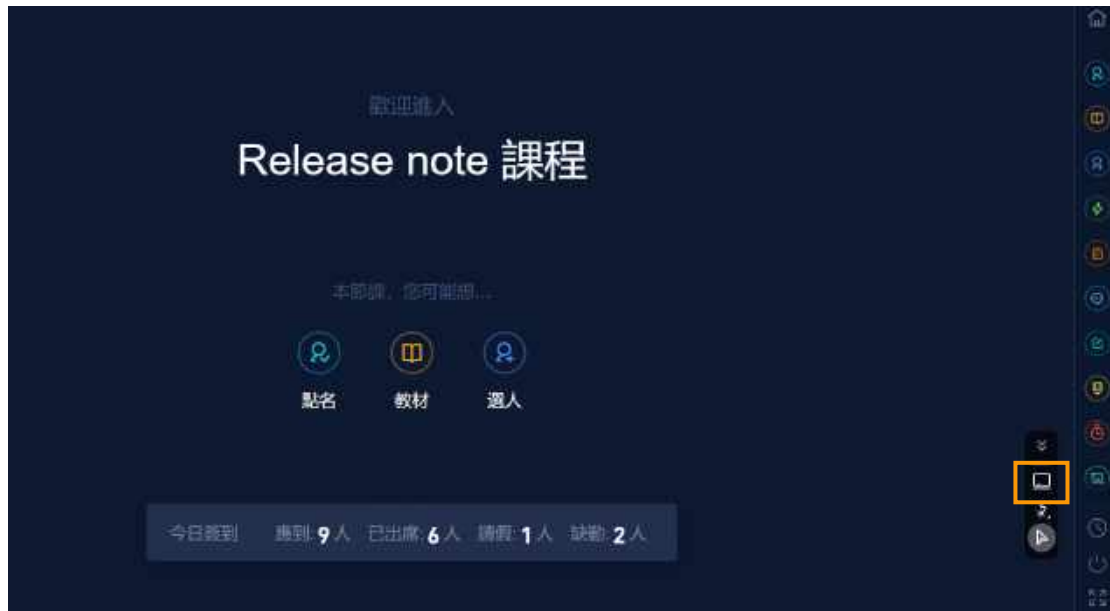 歡迎進入
Release note 課程
本節課，您可能想...
點名 教材 選人
今日簽到 應到: 9 人 已出席: 6 人 請假: 1 人 缺勤: 2 人